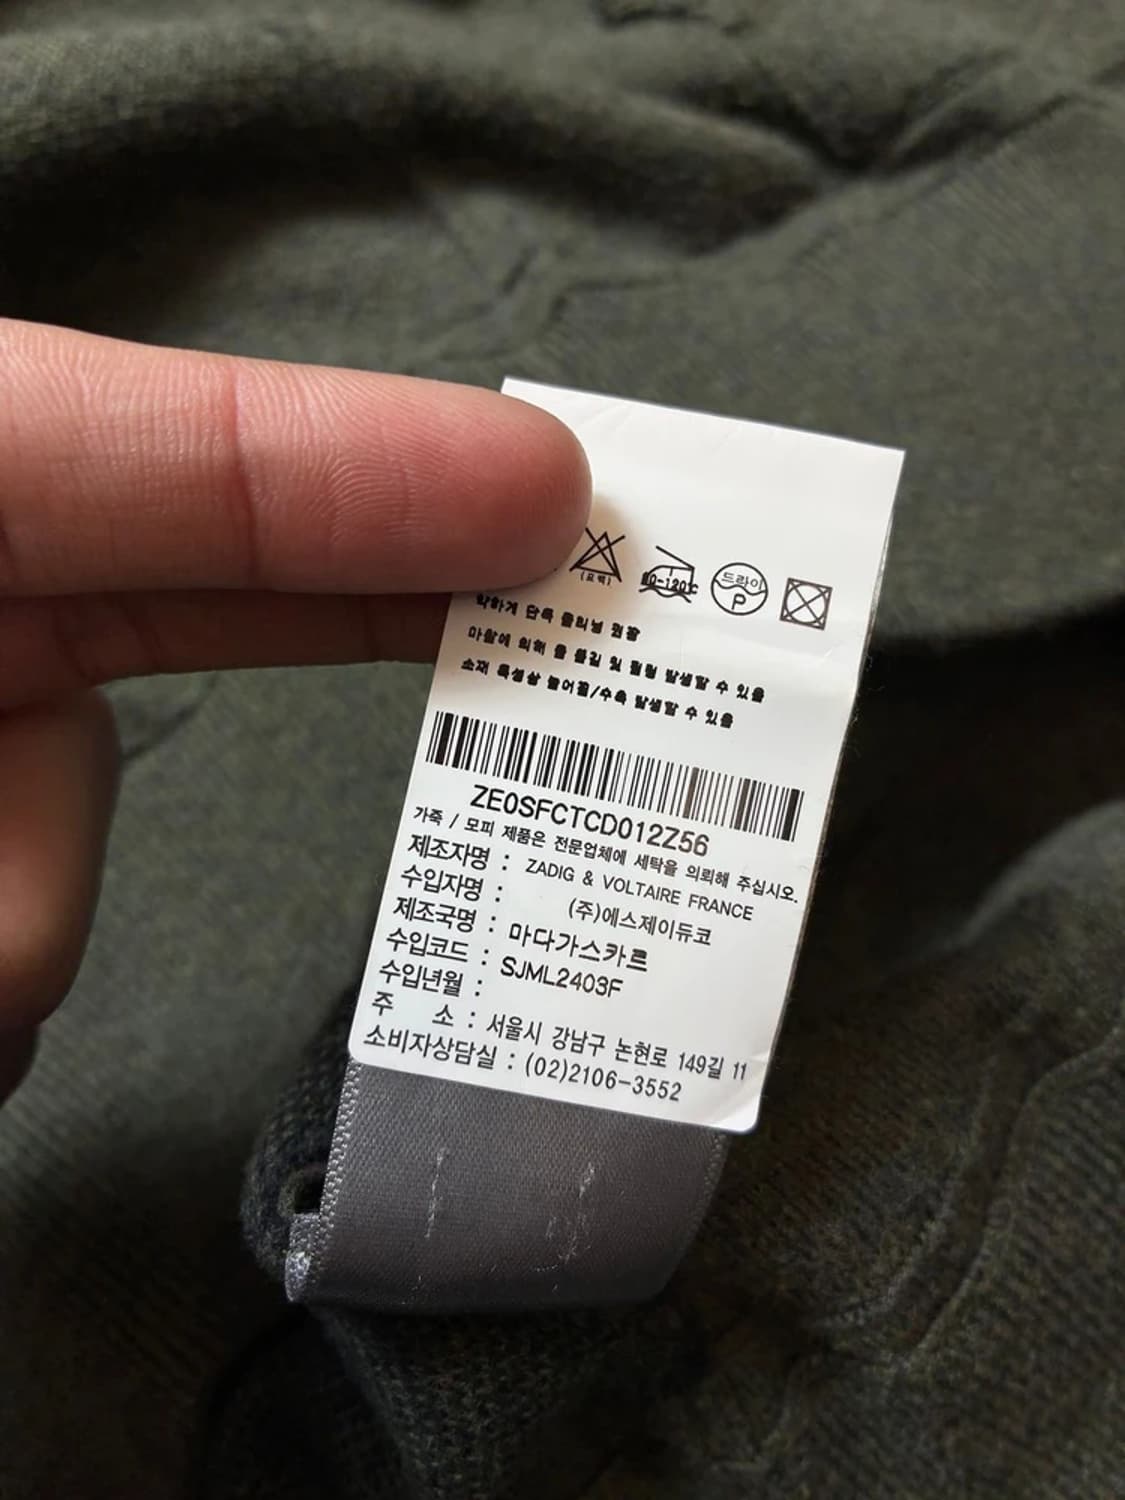 (표백) 80-120℃ 드라이 P
약하게 단독 클리닝 권장
마찰에 의해 올 뜯김 및 필링 발생할 수 있음
소재 특성상 늘어짐/수축 발생할 수 있음
ZE0SFCTCD012Z56
가죽 / 모피 제품은 전문업체에 세탁을 의뢰해 주십시오.
제조자명 : ZADIG & VOLTAIRE FRANCE
수입자명 : (주)에스제이듀코
제조국명 : 마다가스카르
수입코드 : SJML2403F
수입년월 :
주 소 : 서울시 강남구 논현로 149길 11
소비자상담실 : (02)2106-3552